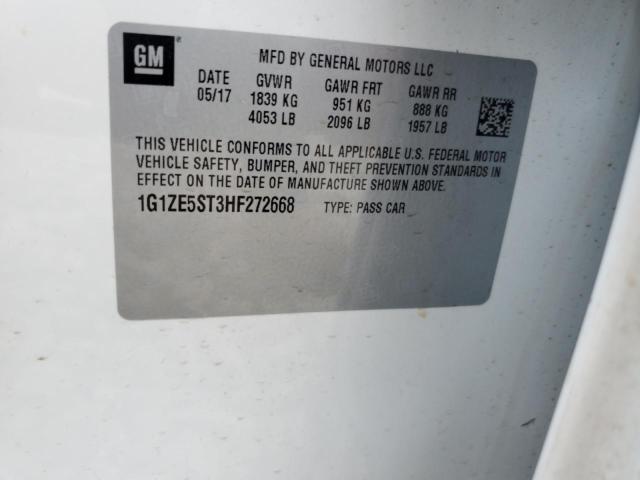 GM
MFD BY GENERAL MOTORS LLC
DATE GVWR GAWR FRT GAWR RR
05/17 1839 KG 951 KG 888 KG
4053 LB 2096 LB 1957 LB
THIS VEHICLE CONFORMS TO ALL APPLICABLE U.S. FEDERAL MOTOR
VEHICLE SAFETY, BUMPER, AND THEFT PREVENTION STANDARDS IN
EFFECT ON THE DATE OF MANUFACTURE SHOWN ABOVE.
1G1ZE5ST3HF272668 TYPE: PASS CAR